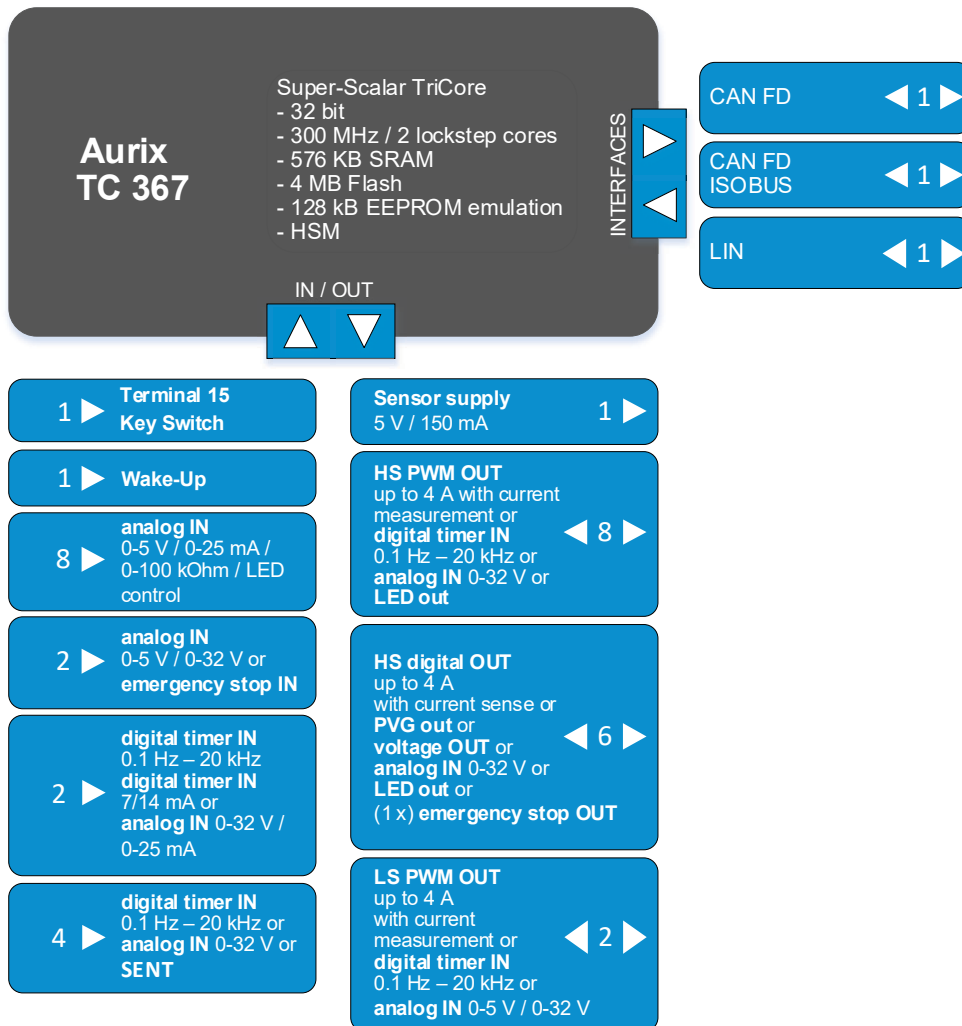 Aurix
TC 367
Super-Scalar TriCore
- 32 bit
- 300 MHz / 2 lockstep cores
- 576 KB SRAM
- 4 MB Flash
- 128 kB EEPROM emulation
- HSM
INTERFACES
IN / OUT
CAN FD
1
CAN FD
ISOBUS
1
LIN
1
1
Terminal 15
Key Switch
1
Wake-Up
8
analog IN
0-5 V / 0-25 mA /
0-100 kOhm / LED
control
2
analog IN
0-5 V / 0-32 V or
emergency stop IN
2
digital timer IN
0.1 Hz – 20 kHz
digital timer IN
7/14 mA or
analog IN 0-32 V /
0-25 mA
4
digital timer IN
0.1 Hz – 20 kHz or
analog IN 0-32 V or
SENT
Sensor supply
5 V / 150 mA
1
HS PWM OUT
up to 4 A with current
measurement or
digital timer IN
0.1 Hz – 20 kHz or
analog IN 0-32 V or
LED out
8
HS digital OUT
up to 4 A
with current sense or
PVG out or
voltage OUT or
analog IN 0-32 V or
LED out or
(1 x) emergency stop OUT
6
LS PWM OUT
up to 4 A
with current
measurement or
digital timer IN
0.1 Hz – 20 kHz or
analog IN 0-5 V / 0-32 V
2